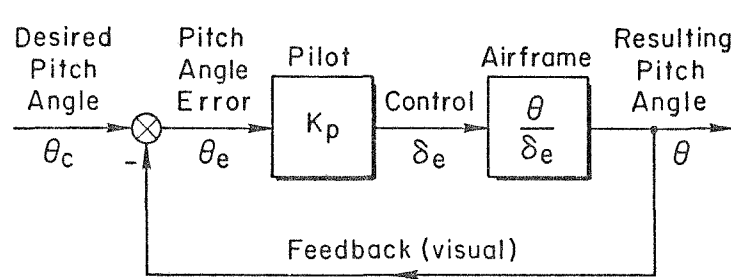 Desired
Pitch
Angle
θc
Pitch
Angle
Error
θe
Pilot
Kp
Control
δe
Airframe
θ
δe
Resulting
Pitch
Angle
θ
-
Feedback (visual)